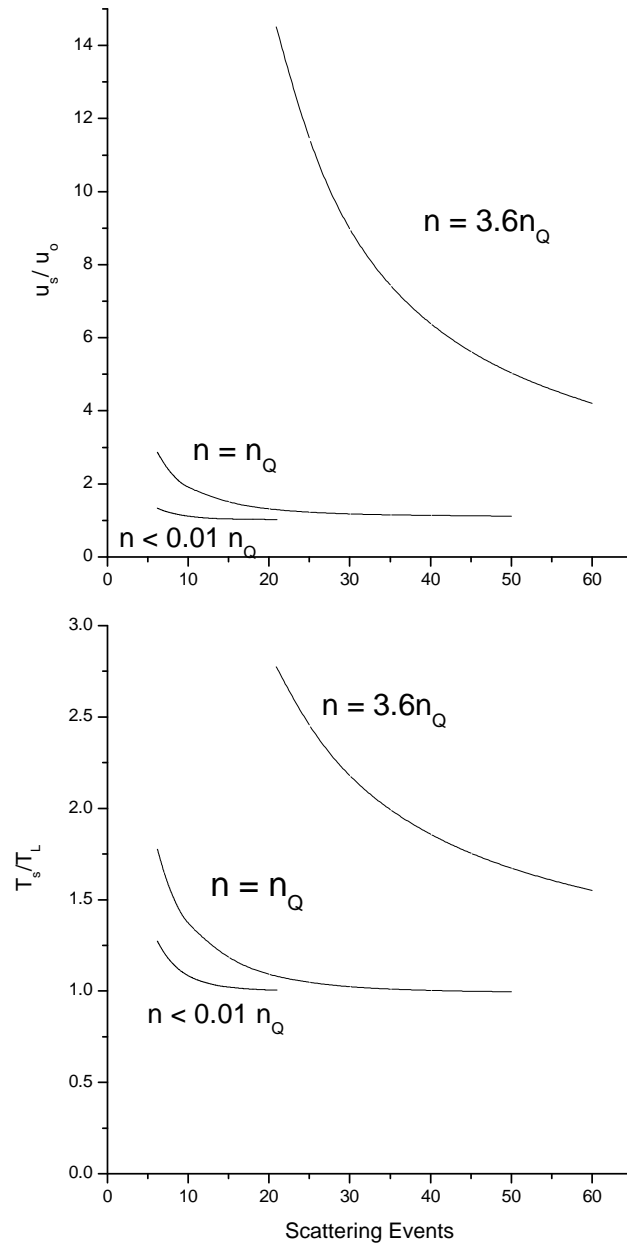 14
12
10
8
6
4
2
0
u_s / u_o
n = 3.6n_Q
n = n_Q
n < 0.01 n_Q
0 10 20 30 40 50 60
3.0
2.5
2.0
1.5
1.0
0.5
0.0
T_s/T_L
n = 3.6n_Q
n = n_Q
n < 0.01 n_Q
0 10 20 30 40 50 60
Scattering Events